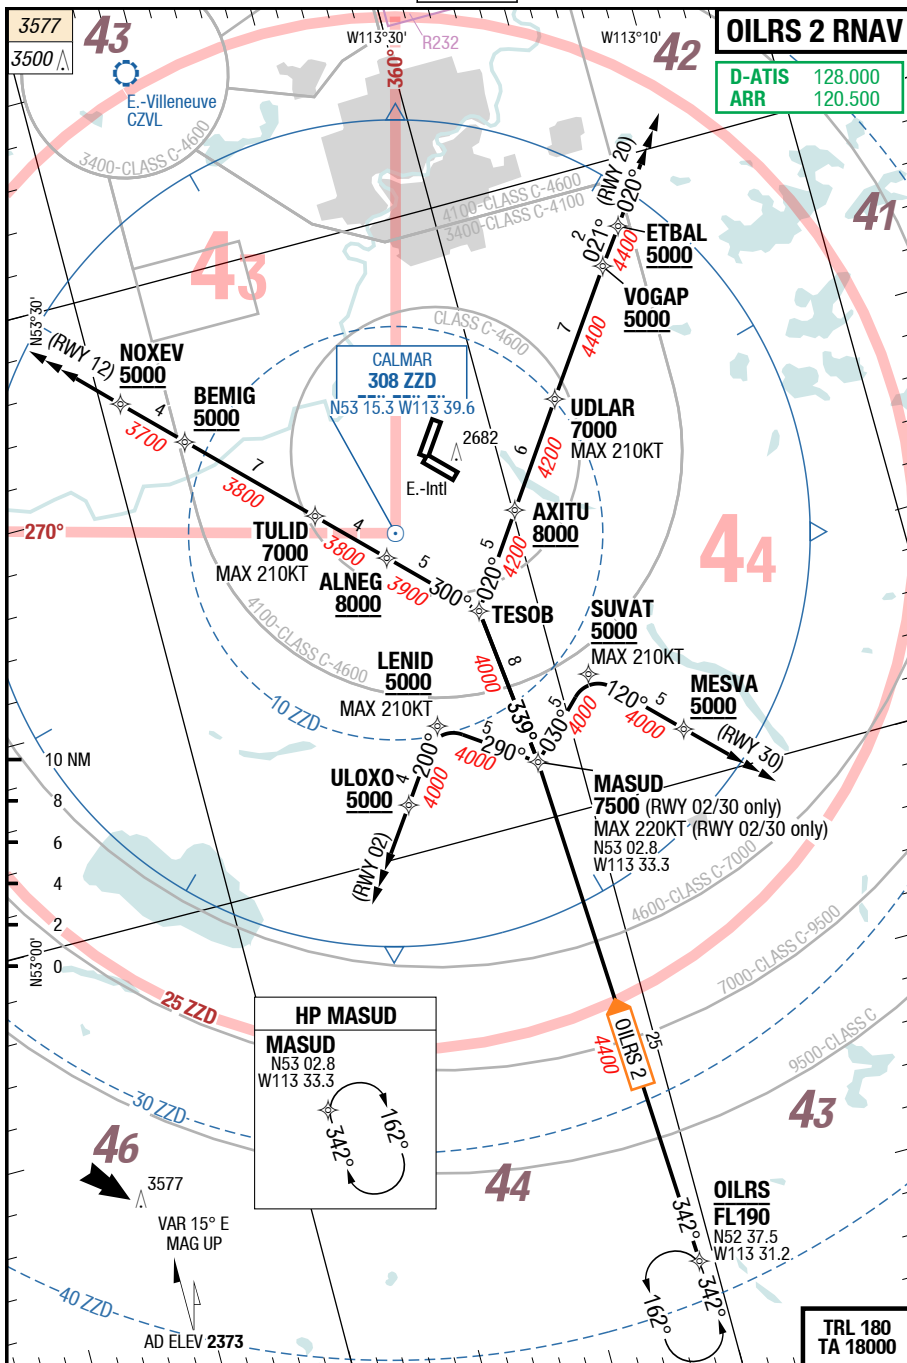 3577
3500
43
W113°30'
R232
W113°10'
42
OILRS 2 RNAV
D-ATIS 128.000
ARR 120.500
E.-Villeneuve
CZVL
360°
3400-CLASS C-4600
4100-CLASS C-4600
3400-CLASS C-4100
(RWY 20)
020°
021°
2
4400
ETBAL
5000
41
43
VOGAP
5000
N53°30'
(RWY 12)
NOXEV
5000
4
3700
BEMIG
5000
CLASS C-4600
7
4400
CALMAR
308 ZZD
N53 15.3 W113 39.6
UDLAR
7000
MAX 210KT
2682
E.-Intl
6
4200
7
3800
AXITU
8000
270°
TULID
7000
MAX 210KT
4
3800
ALNEG
8000
5
3900
300°
020°
5
4200
44
TESOB
4100-CLASS C-4600
SUVAT
5000
MAX 210KT
LENID
5000
MAX 210KT
8
4000
339°
10 ZZD
030°
5
4000
120°
5
4000
MESVA
5000
(RWY 30)
5
290°
4000
200°
4
4000
ULOXO
5000
(RWY 02)
MASUD
7500 (RWY 02/30 only)
MAX 220KT (RWY 02/30 only)
N53 02.8
W113 33.3
10 NM
8
6
4
2
0
N53°00'
4600-CLASS C-7000
7000-CLASS C-9500
9500-CLASS C
25 ZZD
HP MASUD
MASUD
N53 02.8
W113 33.3
162°
342°
OILRS 2
25
4400
30 ZZD
43
46
44
3577
VAR 15° E
MAG UP
OILRS
FL190
N52 37.5
W113 31.2
342°
342°
162°
40 ZZD
AD ELEV 2373
TRL 180
TA 18000